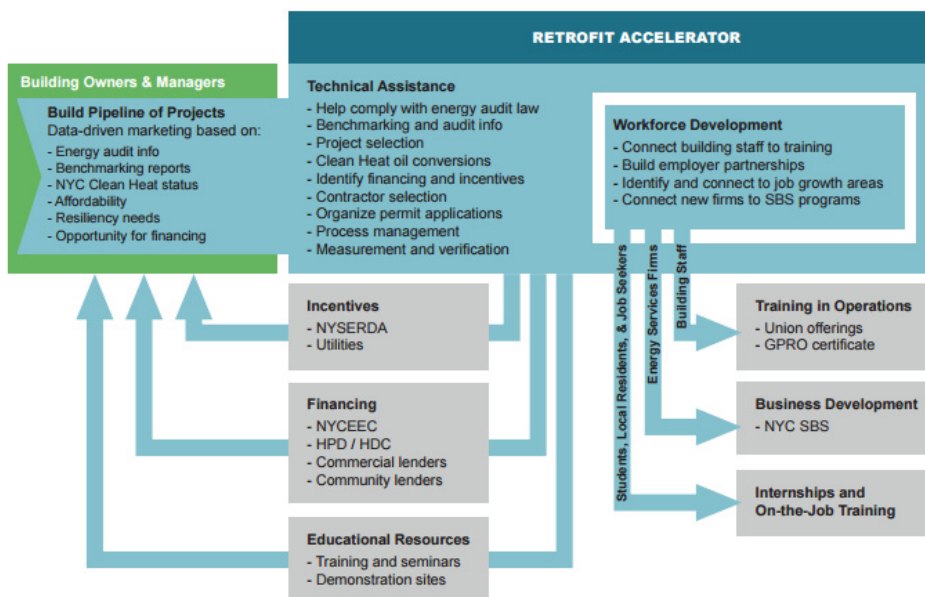 RETROFIT ACCELERATOR
Building Owners & Managers
Build Pipeline of Projects
Data-driven marketing based on:
- Energy audit info
- Benchmarking reports
- NYC Clean Heat status
- Affordability
- Resiliency needs
- Opportunity for financing
Technical Assistance
- Help comply with energy audit law
- Benchmarking and audit info
- Project selection
- Clean Heat oil conversions
- Identify financing and incentives
- Contractor selection
- Organize permit applications
- Process management
- Measurement and verification
Workforce Development
- Connect building staff to training
- Build employer partnerships
- Identify and connect to job growth areas
- Connect new firms to SBS programs
Incentives
- NYSERDA
- Utilities
Financing
- NYCEEC
- HPD / HDC
- Commercial lenders
- Community lenders
Educational Resources
- Training and seminars
- Demonstration sites
Students, Local Residents, & Job Seekers
Energy Services Firms
Building Staff
Training in Operations
- Union offerings
- GPRO certificate
Business Development
- NYC SBS
Internships and
On-the-Job Training